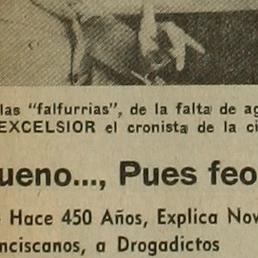 las "falfurrias", de la falta de ag
EXCELSIOR el cronista de la ci
ueno..., Pues feo
Hace 450 Años, Explica Nov
nciscanos, a Drogadictos